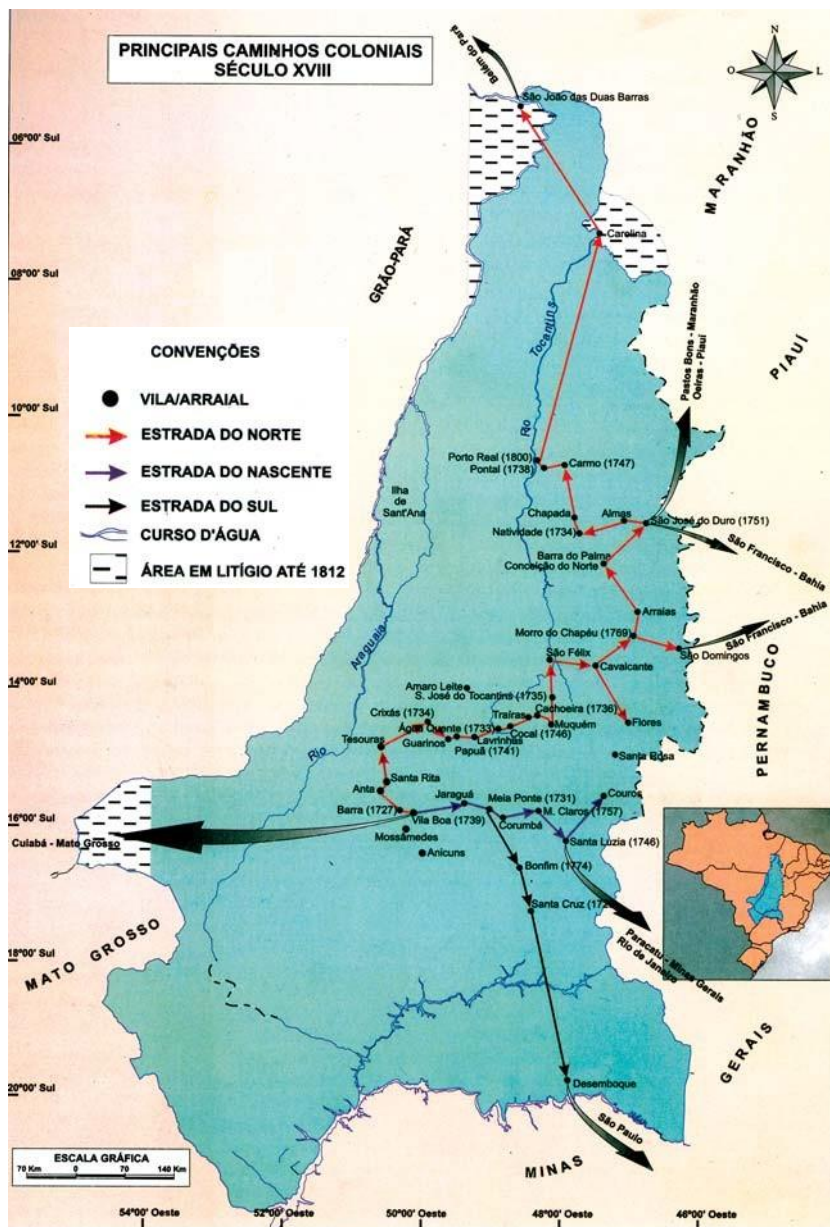 PRINCIPAIS CAMINHOS COLONIAIS
SÉCULO XVIII
N
O
L
S
Belém do Pará
São João das Duas Barras
06°00' Sul
MARANHÃO
Carolina
GRÃO-PARÁ
08°00' Sul
Rio Tocantins
PIAUÍ
Pastos Bons - Maranhão
Oeiras - Piauí
CONVENÇÕES
VILA/ARRAIAL
ESTRADA DO NORTE
ESTRADA DO NASCENTE
ESTRADA DO SUL
CURSO D'ÁGUA
ÁREA EM LITÍGIO ATÉ 1812
10°00' Sul
Porto Real (1800)
Pontal (1738)
Carmo (1747)
Ilha
de
Sant'Ana
Chapada
Almas
São José do Duro (1751)
Natividade (1734)
12°00' Sul
São Francisco - Bahia
Barra do Palma
Conceição do Norte
Arraias
São Francisco - Bahia
Morro do Chapéu (1769)
São Domingos
Rio Araguaia
São Félix
Cavalcante
14°00' Sul
Amaro Leite
S. José do Tocantins (1735)
PERNAMBUCO
Crixás (1734)
Traíras
Cachoeira (1736)
Água Quente (1733)
Flores
Muquém
Cocal (1746)
Tesouras
Guarinos
Lavrinhas
Papuã (1741)
Santa Rosa
Santa Rita
Anta
Jaraguá
Meia Ponte (1731)
Couros
16°00' Sul
Barra (1727)
Vila Boa (1739)
M. Claros (1757)
Corumbá
Mossâmedes
Santa Luzia (1746)
Cuiabá - Mato Grosso
Anicuns
Bonfim (1774)
Santa Cruz
Paracatu - Minas Gerais
Rio de Janeiro
18°00' Sul
MATO GROSSO
GERAIS
20°00' Sul
Desemboque
São Paulo
ESCALA GRÁFICA
70 Km 0 70 140 Km
MINAS
54°00' Oeste
52°00' Oeste
50°00' Oeste
48°00' Oeste
46°00' Oeste